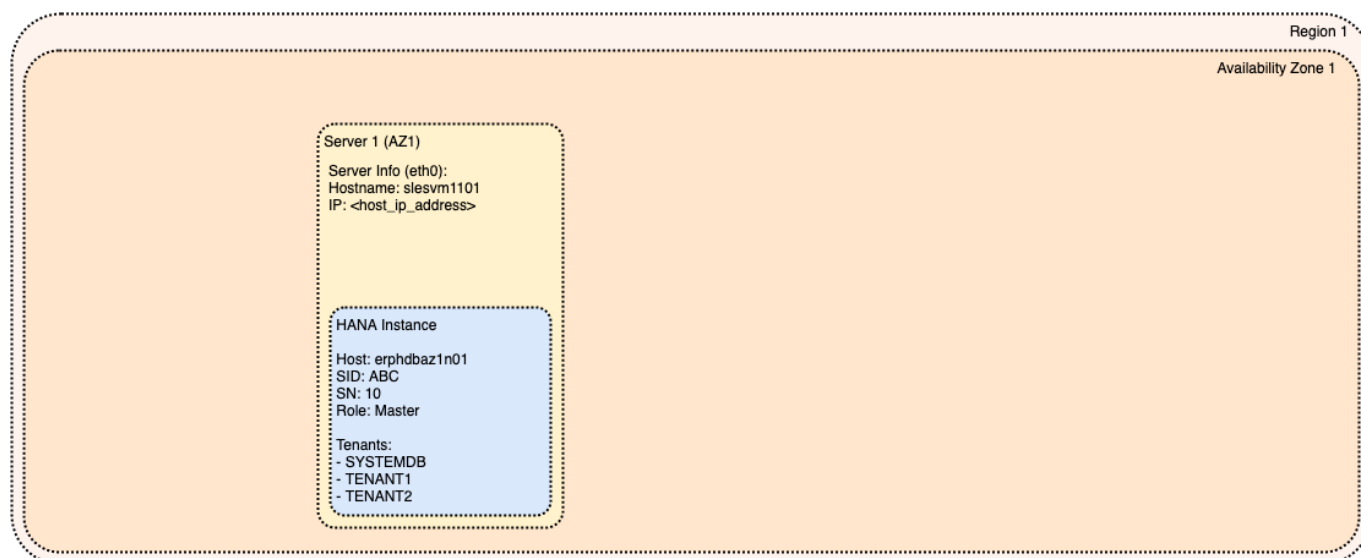 Region 1
Availability Zone 1
Server 1 (AZ1)
Server Info (eth0):
Hostname: slesvm1101
IP: <host_ip_address>
HANA Instance
Host: erphdbaz1n01
SID: ABC
SN: 10
Role: Master
Tenants:
- SYSTEMDB
- TENANT1
- TENANT2